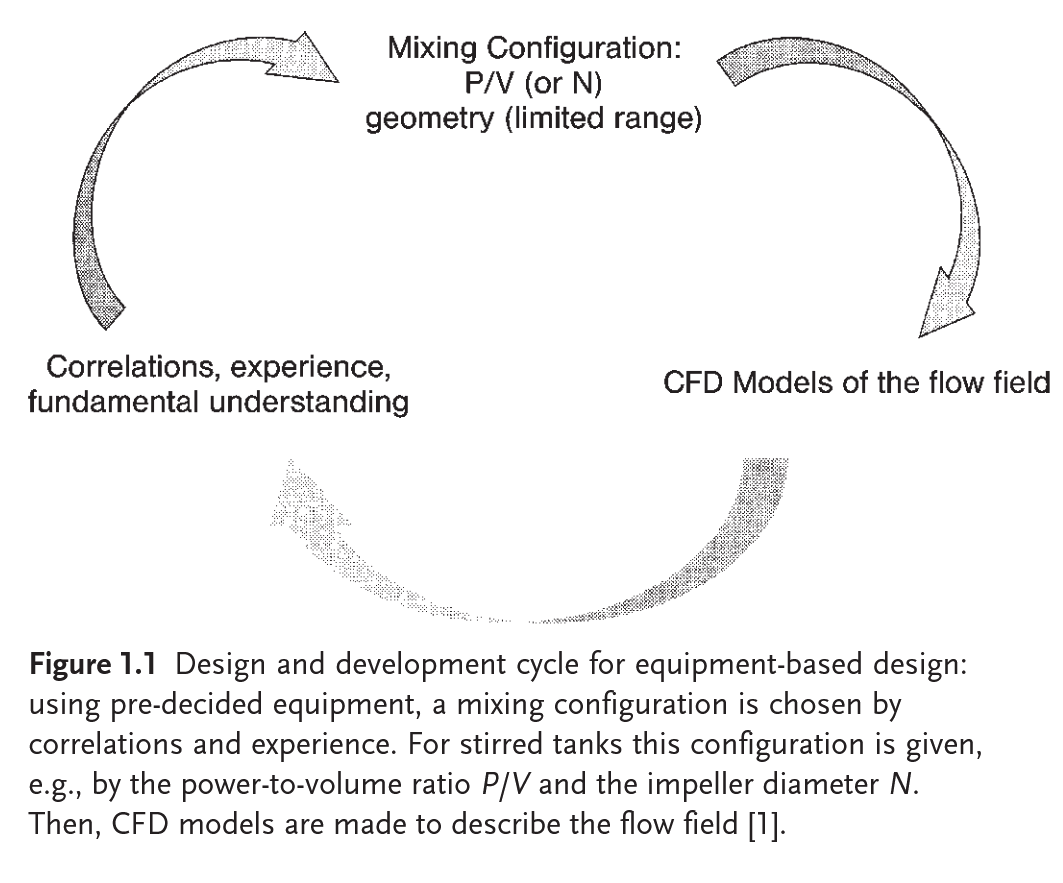 Mixing Configuration:
P/V (or N)
geometry (limited range)
Correlations, experience,
fundamental understanding
CFD Models of the flow field
Figure 1.1 Design and development cycle for equipment-based design:
using pre-decided equipment, a mixing configuration is chosen by
correlations and experience. For stirred tanks this configuration is given,
e.g., by the power-to-volume ratio P/V and the impeller diameter N.
Then, CFD models are made to describe the flow field [1].